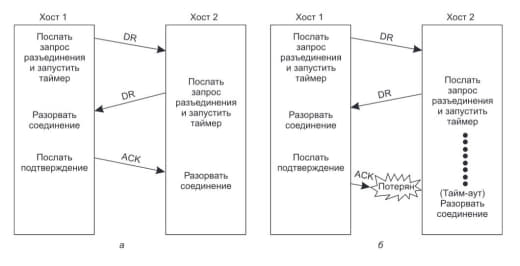 Хост 1
Хост 2
Послать
запрос
разъединения
и запустить
таймер
DR
DR
Послать
запрос
разъединения
и запустить
таймер
Разорвать
соединение
Послать
подтверждение
ACK
Разорвать
соединение
а
Хост 1
Хост 2
Послать
запрос
разъединения
и запустить
таймер
DR
DR
Послать
запрос
разъединения
и запустить
таймер
Разорвать
соединение
Послать
подтверждение
ACK
Потерян
(Тайм-аут)
Разорвать
соединение
б